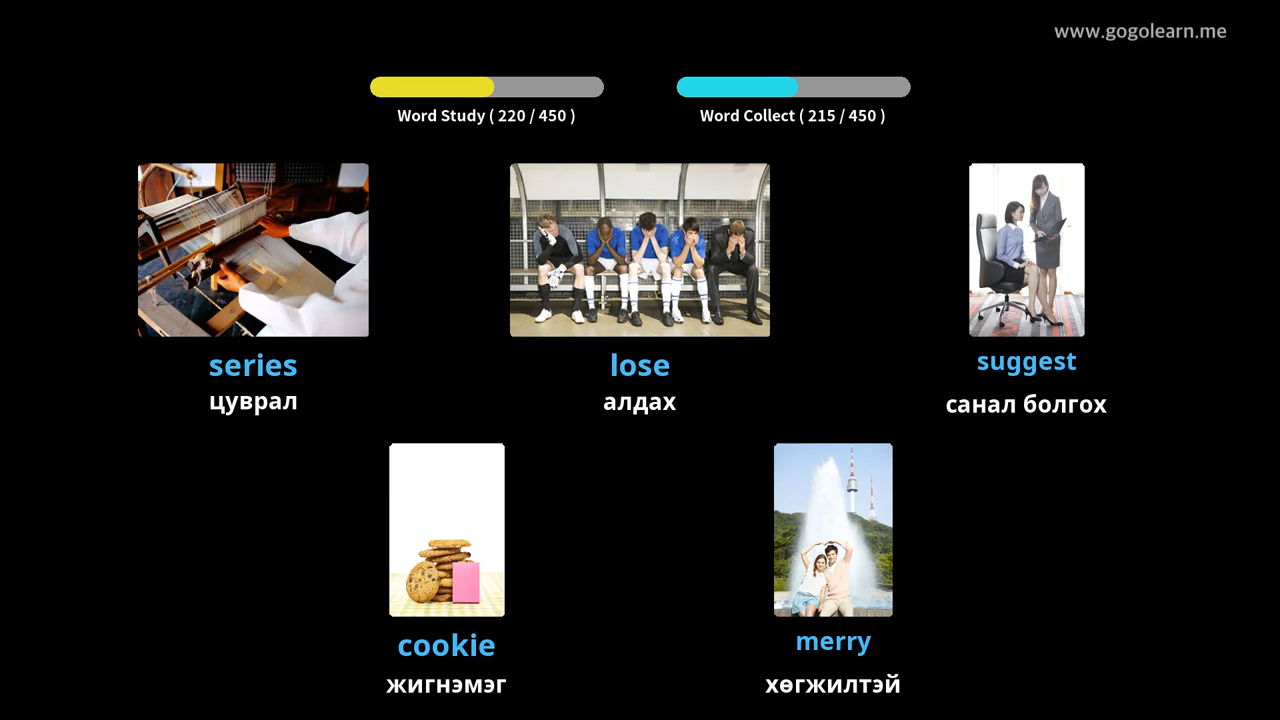 www.gogolearn.me
Word Study ( 220 / 450 )
Word Collect ( 215 / 450 )
series
цуврал
lose
алдах
suggest
санал болгох
cookie
жигнэмэг
merry
хөгжилтэй